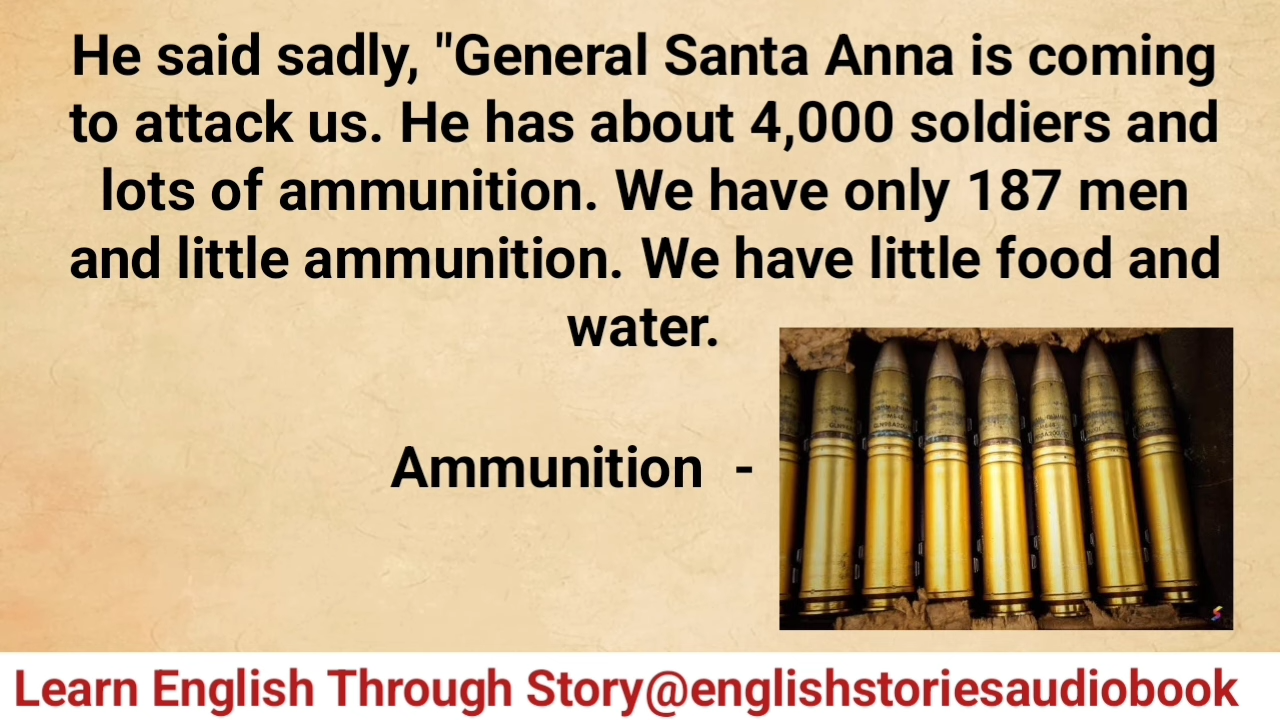 He said sadly, "General Santa Anna is coming
to attack us. He has about 4,000 soldiers and
lots of ammunition. We have only 187 men
and little ammunition. We have little food and
water.
Ammunition -
Learn English Through Story@englishstoriesaudiobook